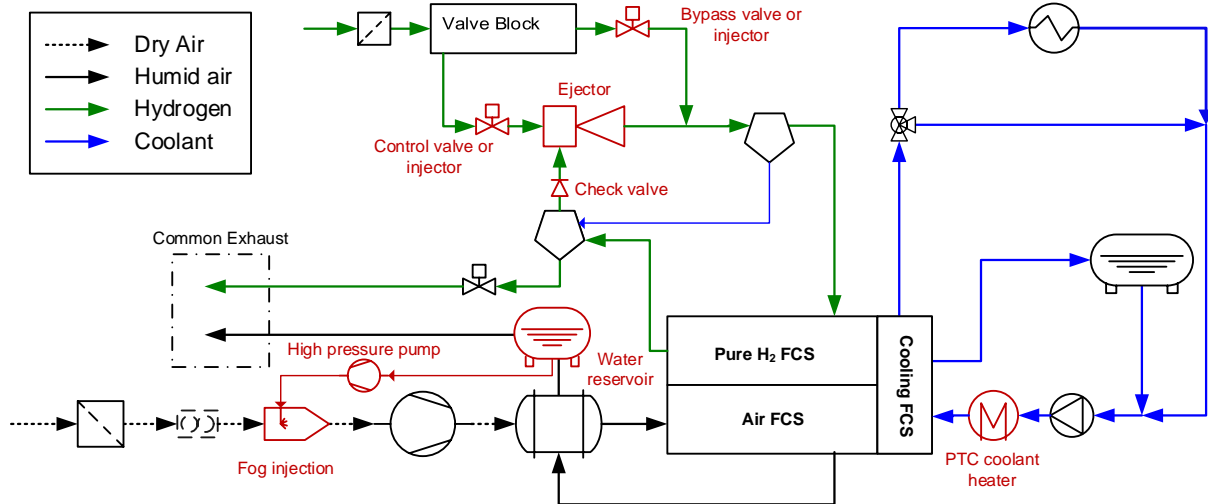 Dry Air
Humid air
Hydrogen
Coolant
Valve Block
Bypass valve or
injector
Ejector
Control valve or
injector
Check valve
Common Exhaust
High pressure pump
Water
reservoir
Fog injection
Pure H₂ FCS
Air FCS
Cooling FCS
PTC coolant
heater